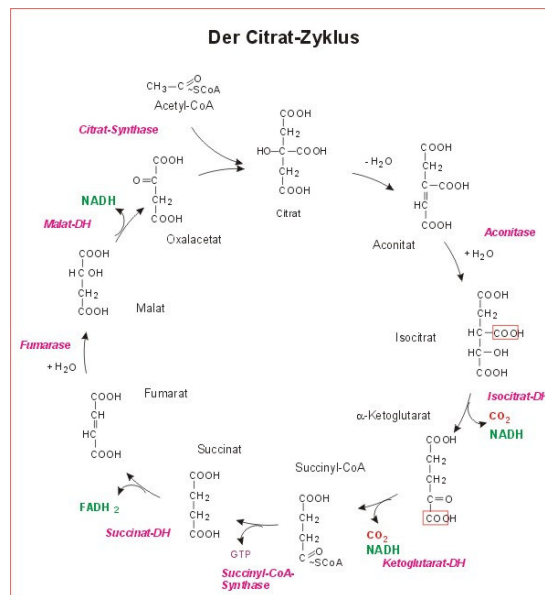 Der Citrat-Zyklus
CH3—C
O
~SCoA
Acetyl-CoA
Citrat-Synthase
COOH
CH2
HO—C—COOH
CH2
COOH
Citrat
- H2O
COOH
CH2
C—COOH
CH
COOH
Aconitat
Aconitase
+ H2O
COOH
CH2
HC—COOH
HC—OH
COOH
Isocitrat
Isocitrat-DH
CO2
NADH
α-Ketoglutarat
COOH
CH2
CH2
C=O
COOH
Ketoglutarat-DH
CO2
NADH
Succinyl-CoA
COOH
CH2
CH2
C
O
~SCoA
Succinyl-CoA-
Synthase
GTP
Succinat
COOH
CH2
CH2
COOH
Succinat-DH
FADH 2
Fumarat
COOH
CH
HC
COOH
+ H2O
Fumarase
Malat
COOH
HC OH
CH2
COOH
Malat-DH
NADH
COOH
O=C
CH2
COOH
Oxalacetat